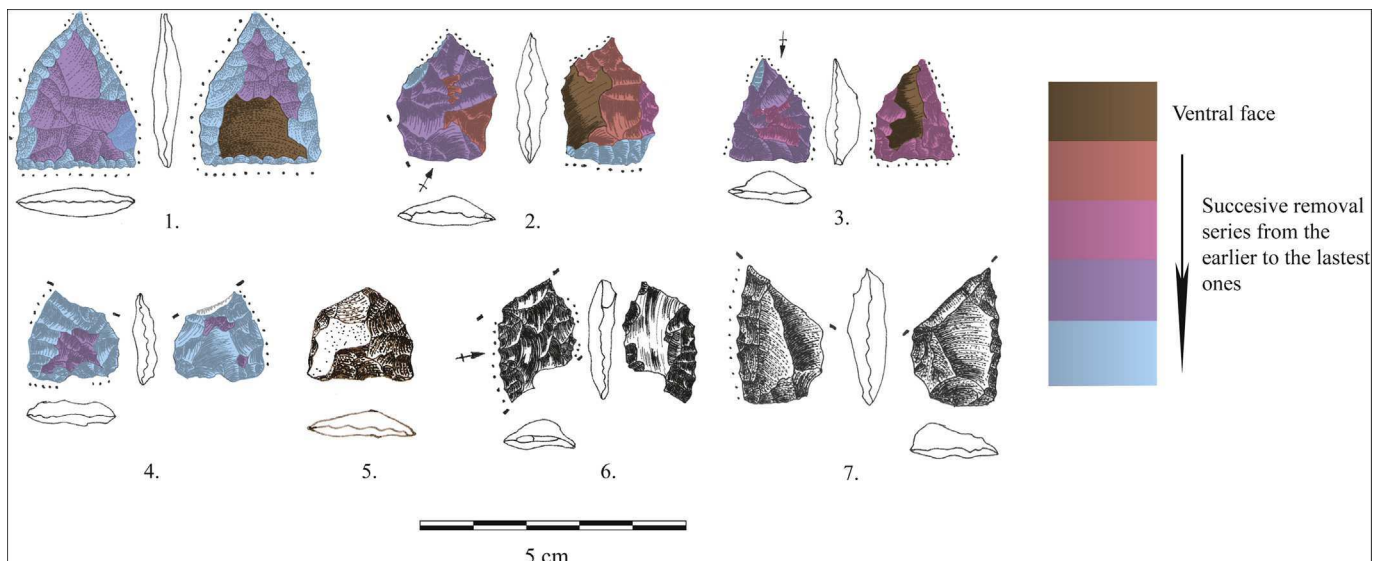 1.
2.
3.
4.
5.
6.
7.
5 cm
Ventral face
Succesive removal
series from the
earlier to the lastest
ones